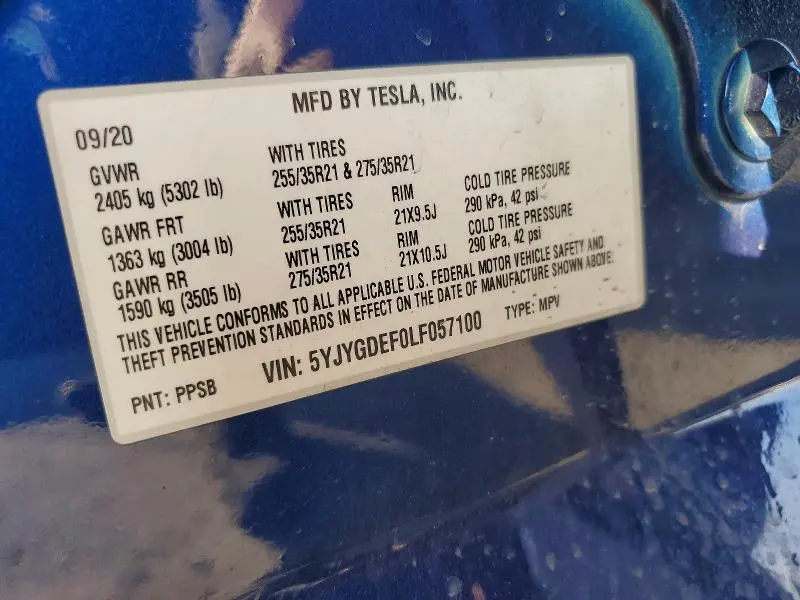 MFD BY TESLA, INC.
09/20
GVWR WITH TIRES
2405 kg (5302 lb) 255/35R21 & 275/35R21
GAWR FRT WITH TIRES RIM COLD TIRE PRESSURE
1363 kg (3004 lb) 255/35R21 21X9.5J 290 kPa, 42 psi
GAWR RR WITH TIRES RIM COLD TIRE PRESSURE
1590 kg (3505 lb) 275/35R21 21X10.5J 290 kPa, 42 psi
THIS VEHICLE CONFORMS TO ALL APPLICABLE U.S. FEDERAL MOTOR VEHICLE SAFETY AND
THEFT PREVENTION STANDARDS IN EFFECT ON THE DATE OF MANUFACTURE SHOWN ABOVE:
PNT: PPSB VIN: 5YJYGDEF0LF057100 TYPE: MPV